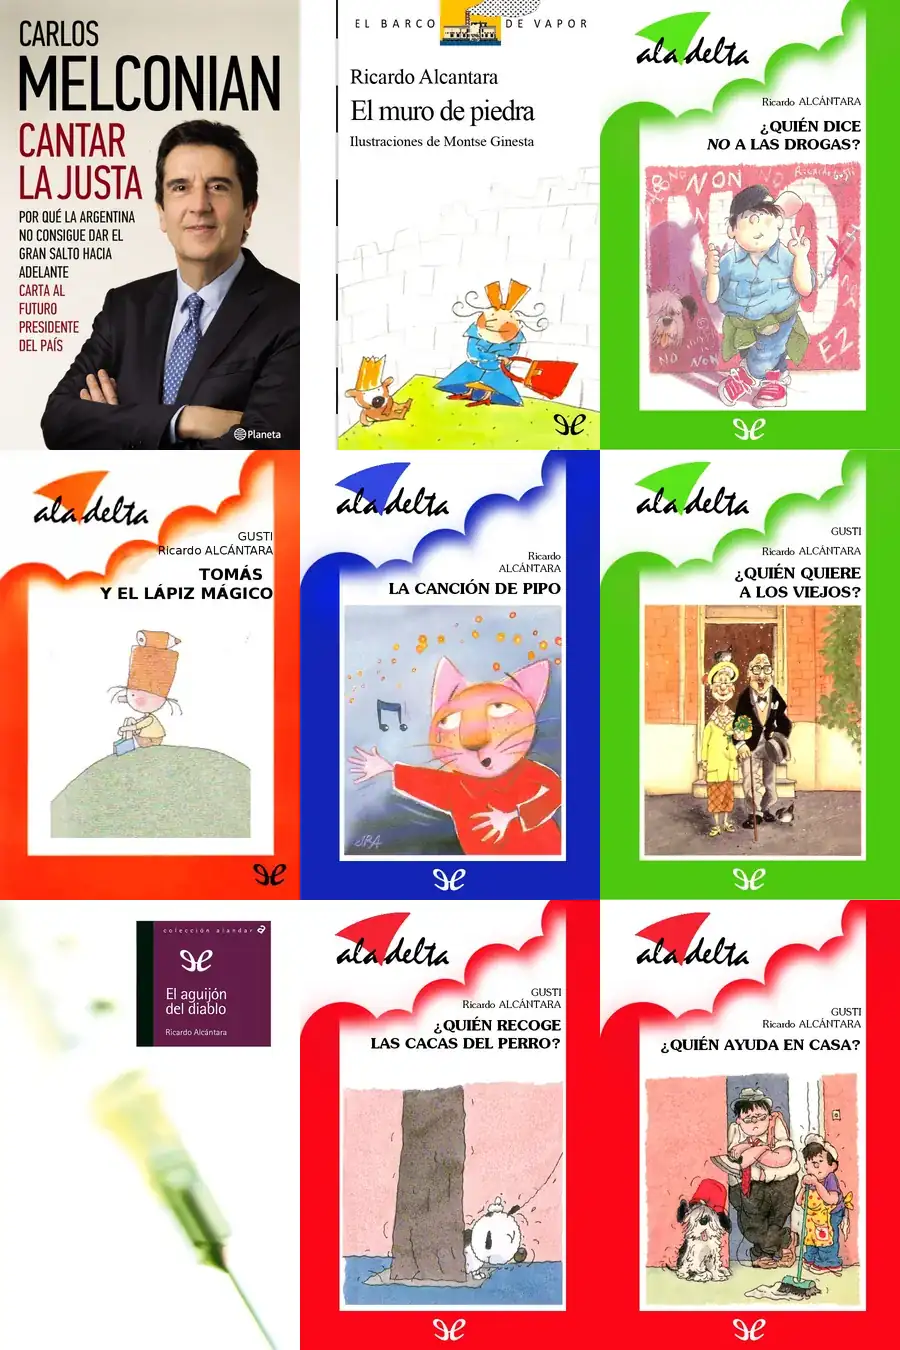 CARLOS
MELCONIAN
CANTAR
LA JUSTA
POR QUÉ LA ARGENTINA
NO CONSIGUE DAR EL
GRAN SALTO HACIA
ADELANTE
CARTA AL
FUTURO
PRESIDENTE
DEL PAÍS
Planeta
EL BARCO DE VAPOR
Ricardo Alcantara
El muro de piedra
Ilustraciones de Montse Ginesta
ala delta
Ricardo ALCÁNTARA
¿QUIÉN DICE
NO A LAS DROGAS?
NO NON NO
NO
NO NON
EZ
ala delta
GUSTI
Ricardo ALCÁNTARA
TOMÁS
Y EL LÁPIZ MÁGICO
ala delta
Ricardo
ALCÁNTARA
LA CANCIÓN DE PIPO
JRA
ala delta
GUSTI
Ricardo ALCÁNTARA
¿QUIÉN QUIERE
A LOS VIEJOS?
colección alandar
El aguijón
del diablo
Ricardo Alcántara
ala delta
GUSTI
Ricardo ALCÁNTARA
¿QUIÉN RECOGE
LAS CACAS DEL PERRO?
ala delta
GUSTI
Ricardo ALCÁNTARA
¿QUIÉN AYUDA EN CASA?